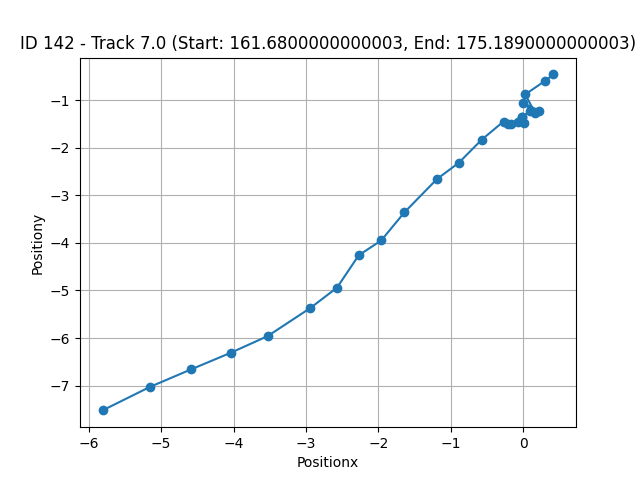 ID 142 - Track 7.0 (Start: 161.6800000000003, End: 175.1890000000003)
−1
−2
−3
−4
−5
−6
−7
Positiony
−6 −5 −4 −3 −2 −1 0
Positionx